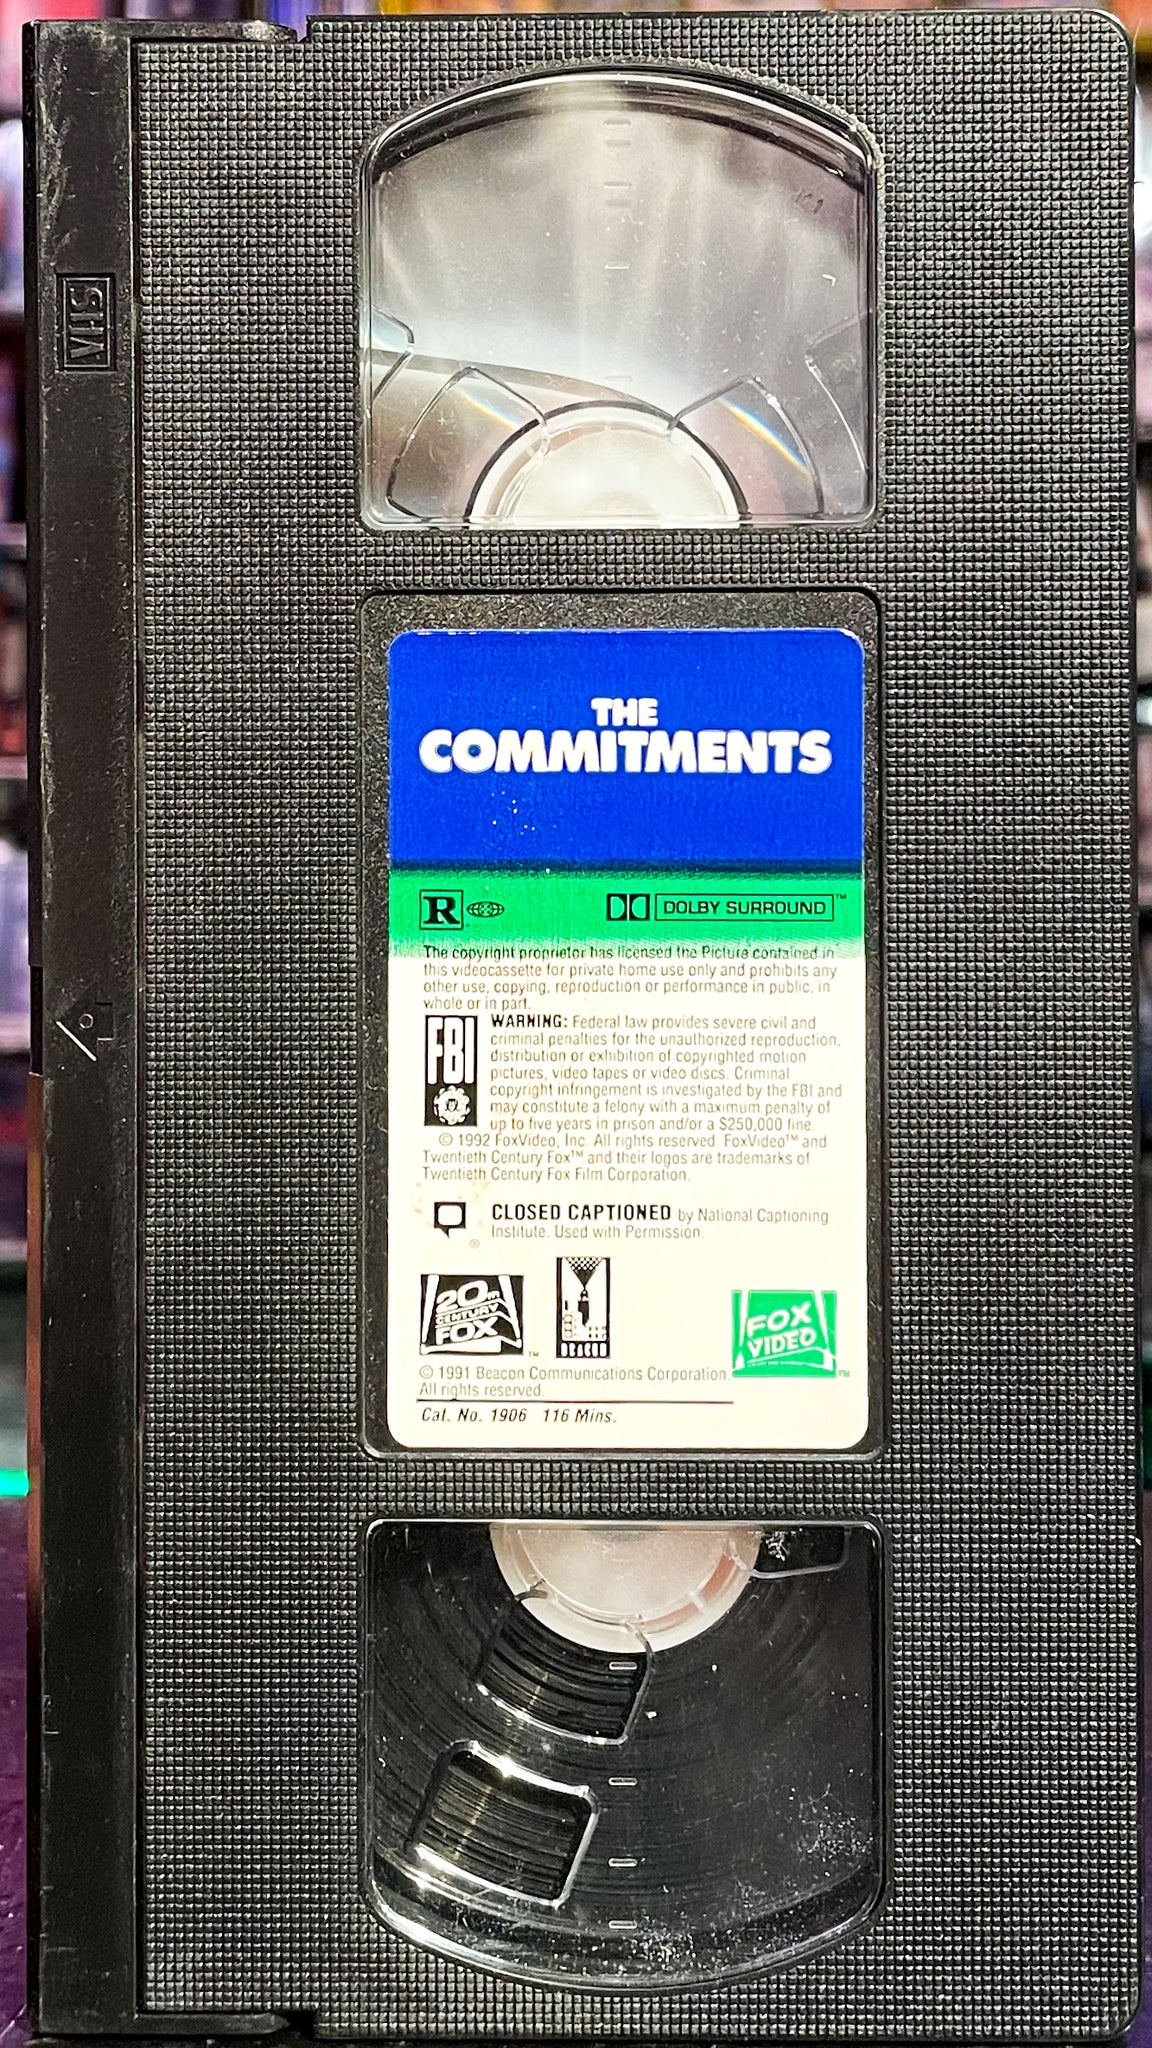 VHS
THE
COMMITMENTS
R
DOLBY SURROUND™
The copyright proprietor has licensed the Picture contained in
this videocassette for private home use only and prohibits any
other use, copying, reproduction or performance in public, in
whole or in part.
FBI
WARNING: Federal law provides severe civil and
criminal penalties for the unauthorized reproduction,
distribution or exhibition of copyrighted motion
pictures, video tapes or video discs. Criminal
copyright infringement is investigated by the FBI and
may constitute a felony with a maximum penalty of
up to five years in prison and/or a $250,000 fine.
© 1992 FoxVideo, Inc. All rights reserved. FoxVideo™ and
Twentieth Century Fox™ and their logos are trademarks of
Twentieth Century Fox Film Corporation.
CLOSED CAPTIONED by National Captioning
Institute. Used with Permission.
®
20th
CENTURY
FOX
™
BEACON
FOX
VIDEO
™
© 1991 Beacon Communications Corporation
All rights reserved.
Cat. No. 1906 116 Mins.